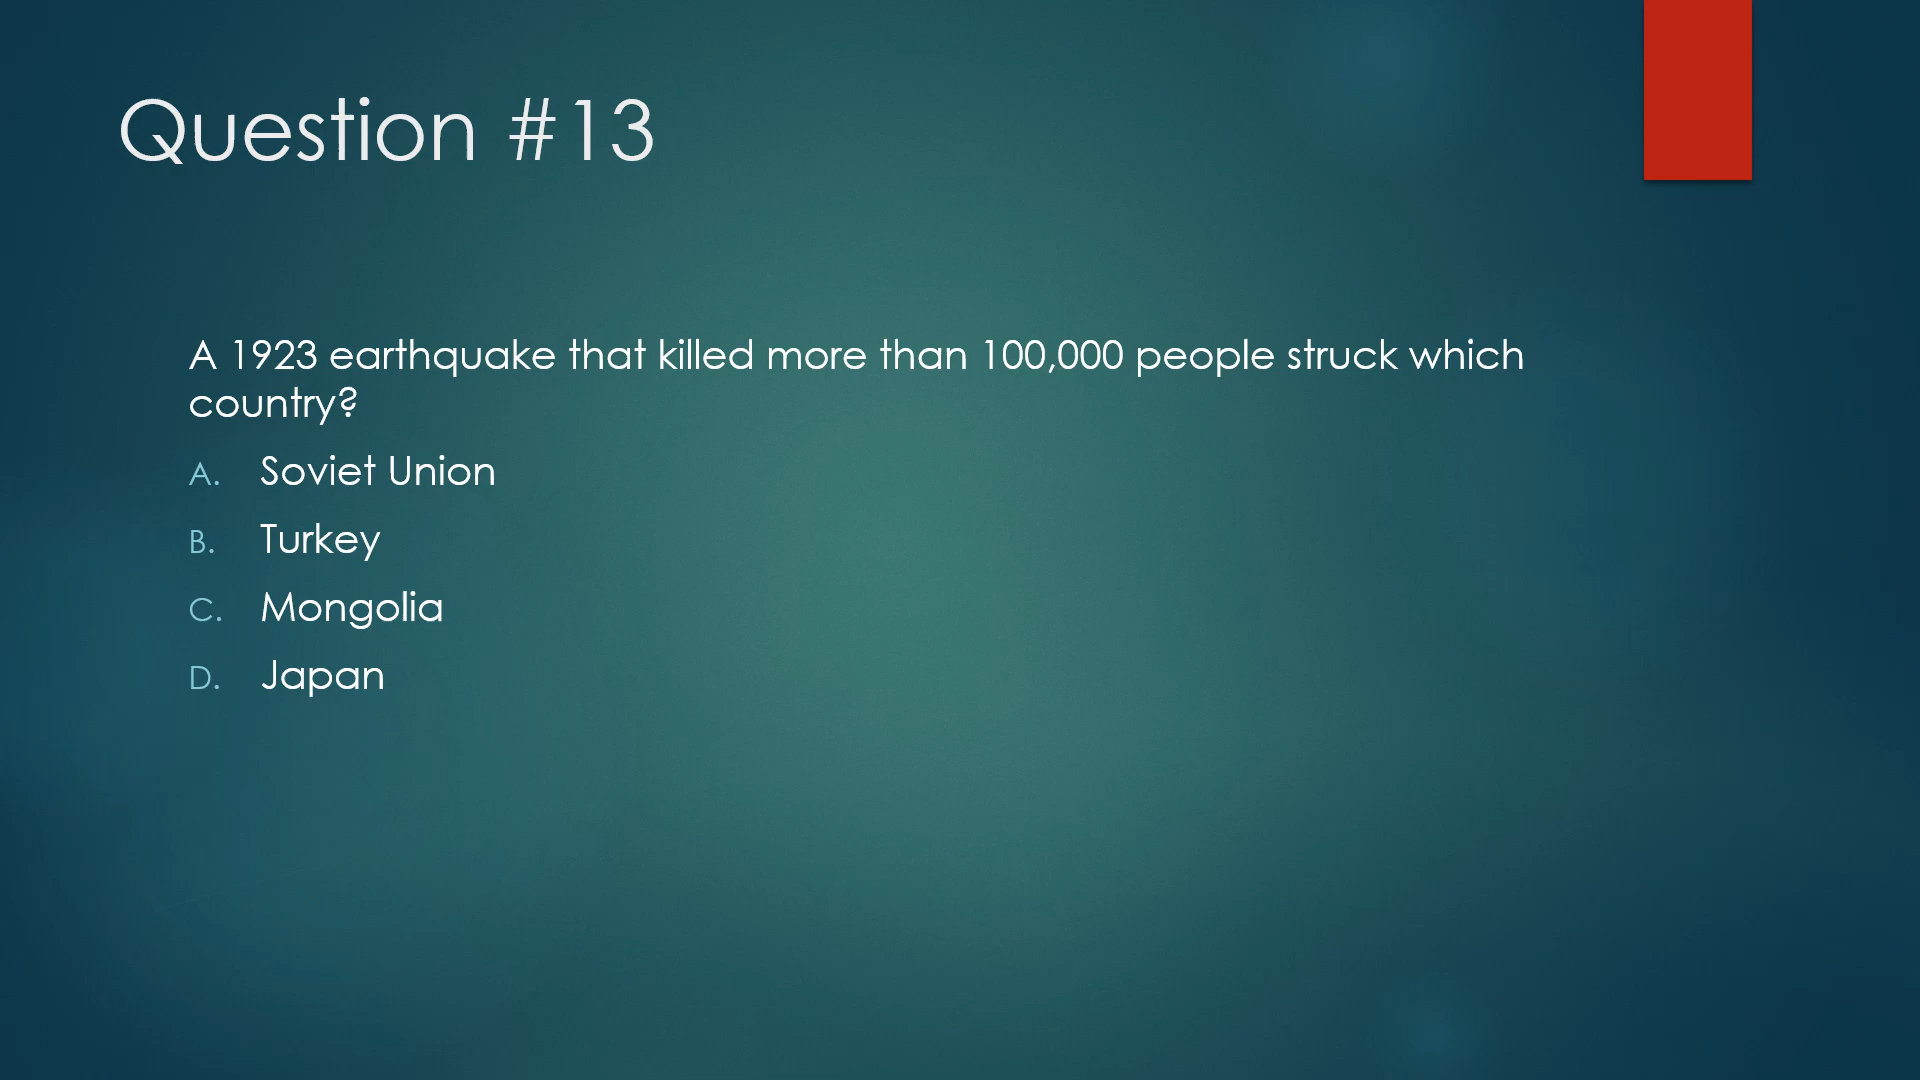 Question #13
A 1923 earthquake that killed more than 100,000 people struck which
country?
A. Soviet Union
B. Turkey
C. Mongolia
D. Japan